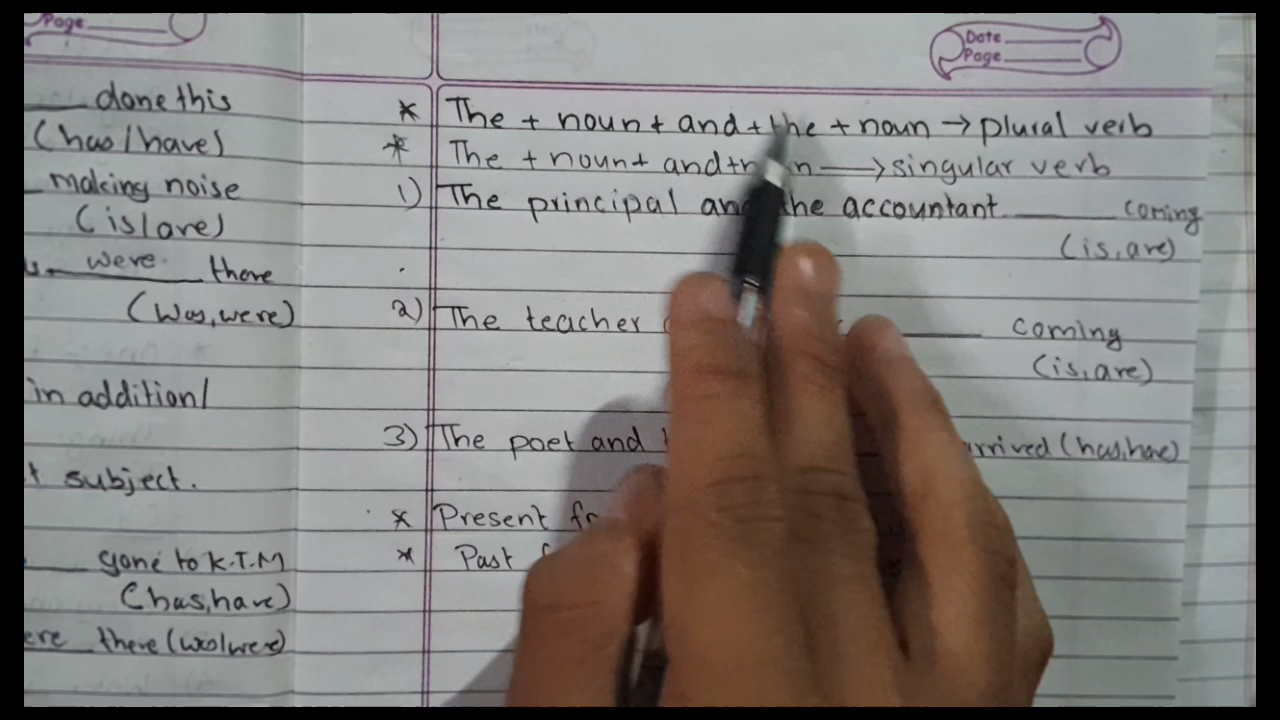 Page
Date
Page
done this
(has/have)
making noise
(is/are)
were there
(Was, were)
in addition/
subject.
gone to K.T.M
(has, have)
there (was/were)
* The + noun + and + the + noun → plural verb
* The + noun + and + → singular verb
1) The principal and the accountant ______ coming
(is, are)
2) The teacher ______ coming
(is, are)
3) The poet and arrived (has, have)
* Present
* Past